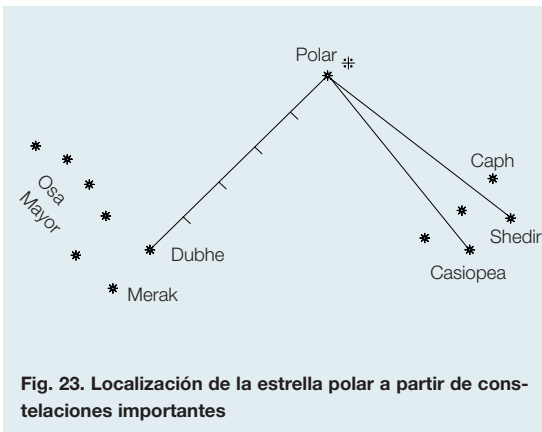 Polar
Caph
Osa
Mayor
Shedir
Dubhe
Casiopea
Merak
Fig. 23. Localización de la estrella polar a partir de cons-
telaciones importantes